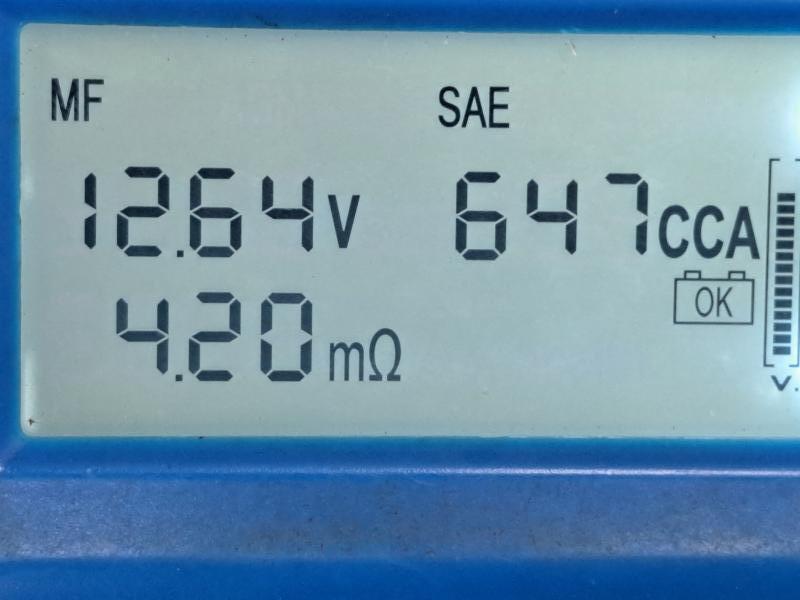 MF SAE
12.64V 647CCA
OK
4.20mΩ
V.